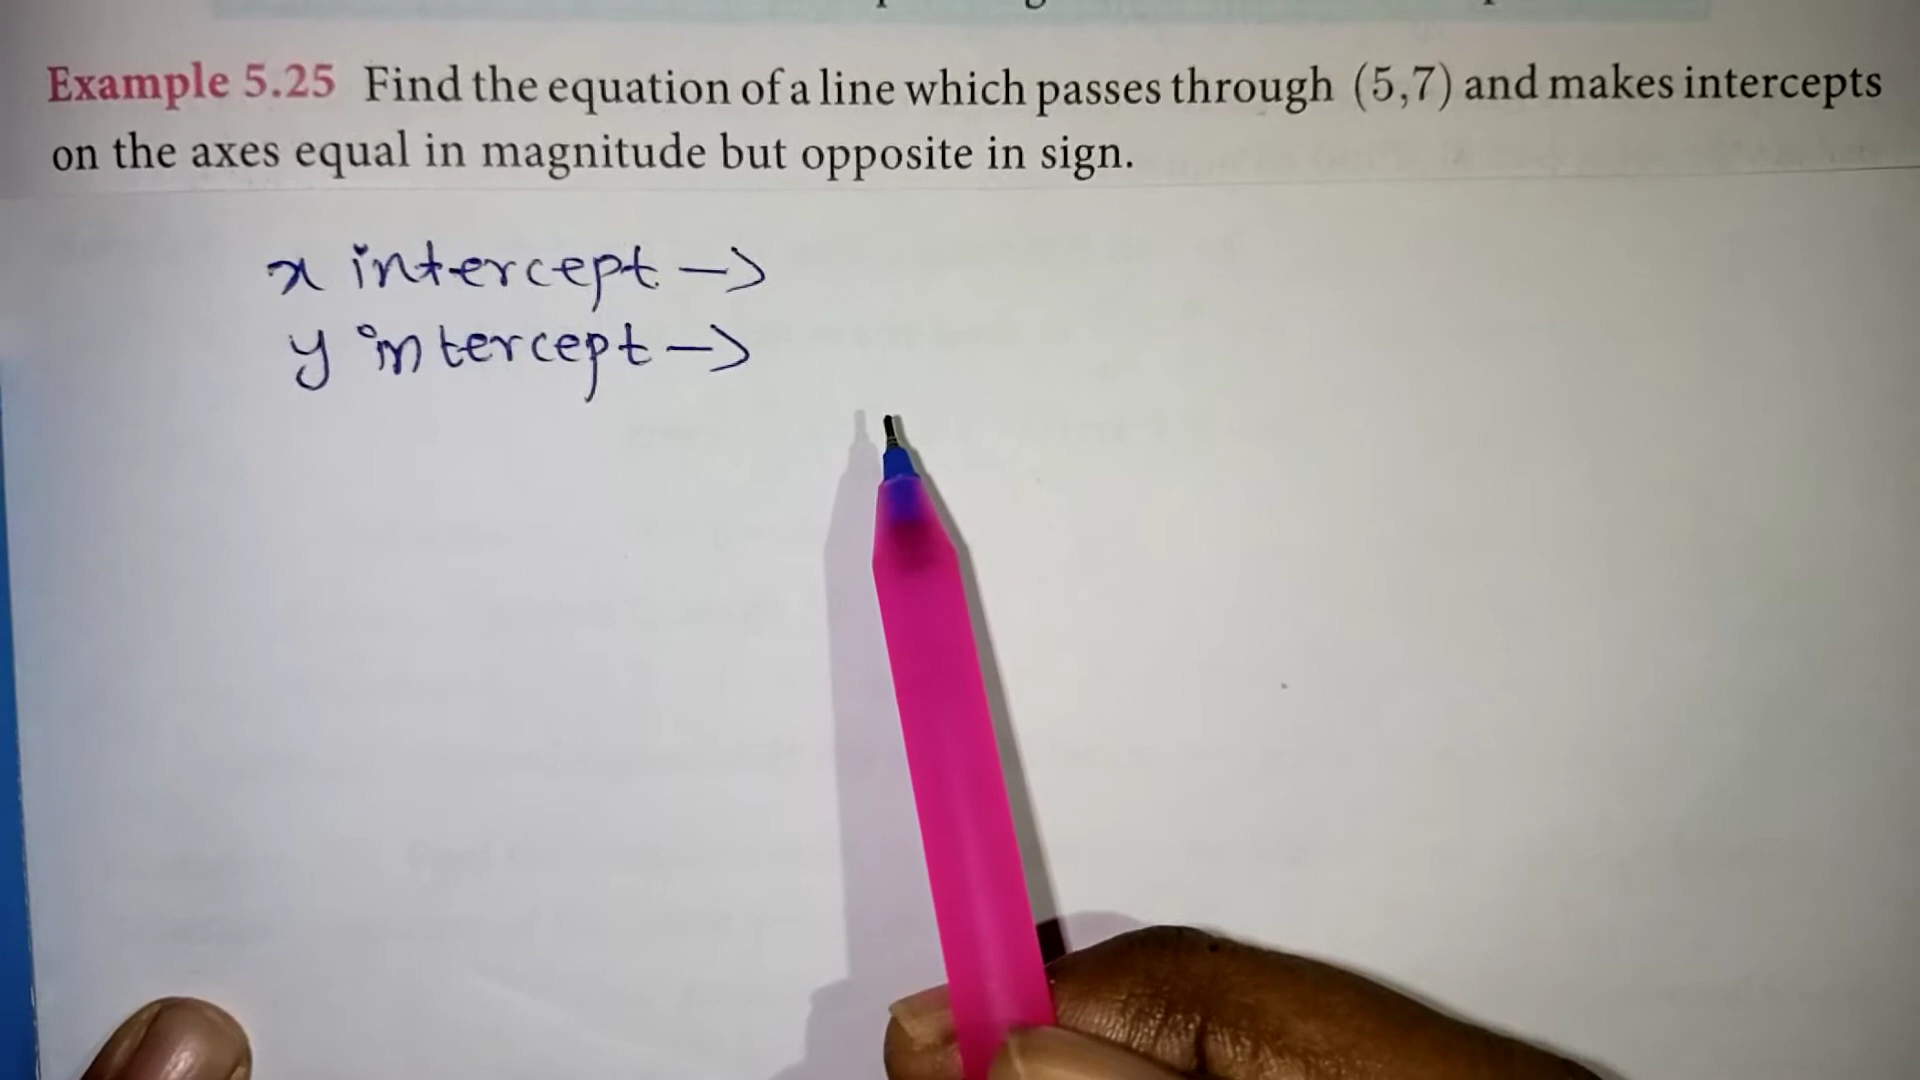 Example 5.25 Find the equation of a line which passes through (5,7) and makes intercepts
on the axes equal in magnitude but opposite in sign.
x intercept →
y intercept →